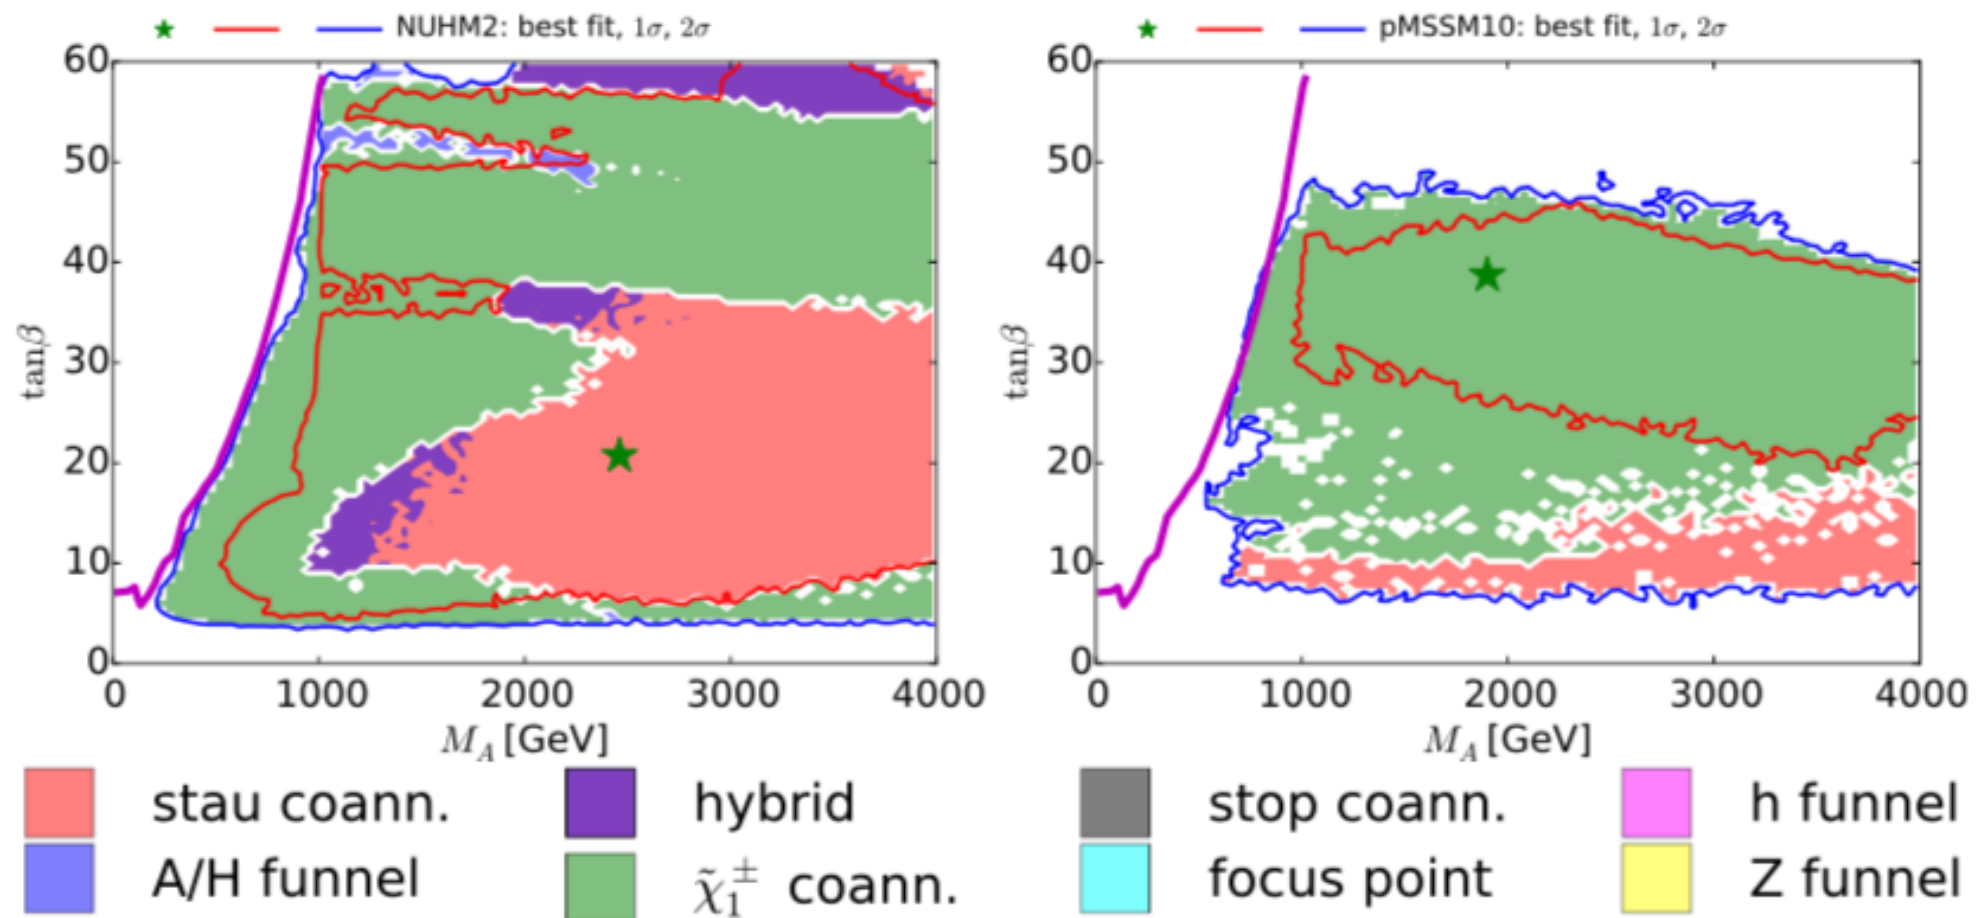 NUHM2: best fit, 1σ, 2σ
60
50
40
30
20
10
0
tanβ
0 1000 2000 3000 4000
M_A [GeV]
pMSSM10: best fit, 1σ, 2σ
60
50
40
30
20
10
0
tanβ
0 1000 2000 3000 4000
M_A [GeV]
stau coann. hybrid stop coann. h funnel
A/H funnel χ̃₁± coann. focus point Z funnel